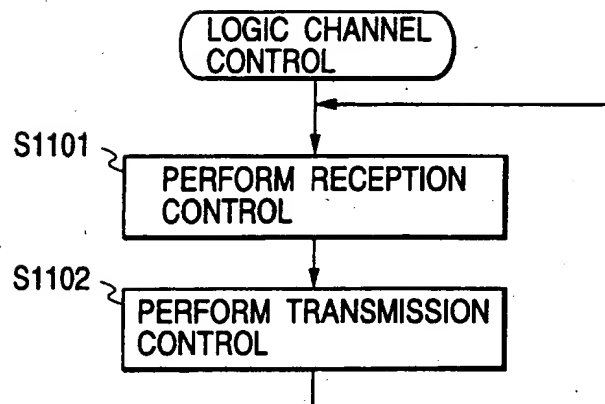 LOGIC CHANNEL
CONTROL
S1101
PERFORM RECEPTION
CONTROL
S1102
PERFORM TRANSMISSION
CONTROL